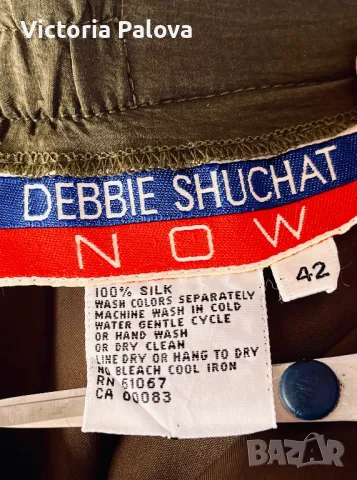 Victoria Palova
DEBBIE SHUCHAT
NOW
42
100% SILK
WASH COLORS SEPARATELY
MACHINE WASH IN COLD
WATER GENTLE CYCLE
OR HAND WASH
OR DRY CLEAN
LINE DRY OR HANG TO DRY
NO BLEACH COOL IRON
RN 61067
CA 00083
BAZAR
bg